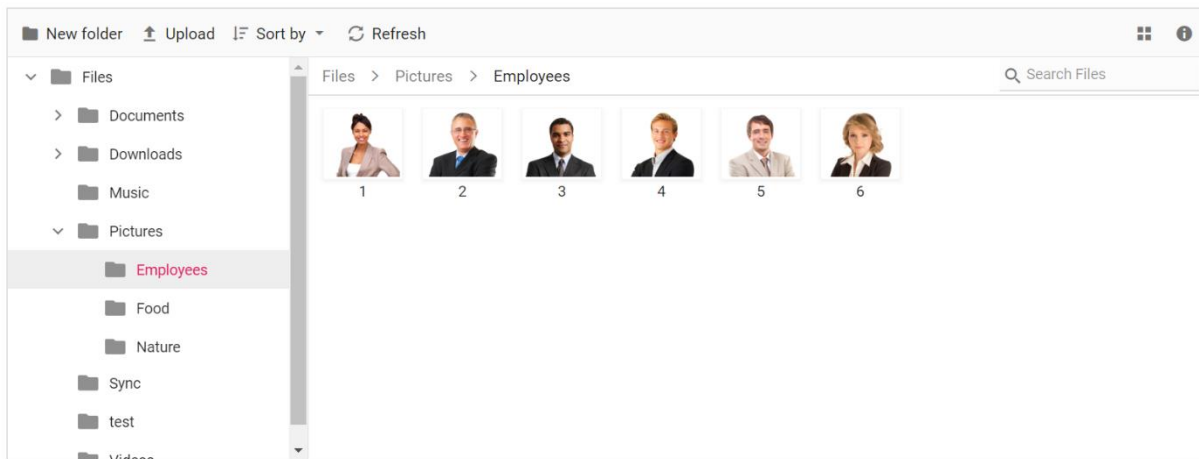 New folder Upload Sort by Refresh
Files
Documents
Downloads
Music
Pictures
Employees
Food
Nature
Sync
test
Videos
Files > Pictures > Employees
Search Files
1 2 3 4 5 6